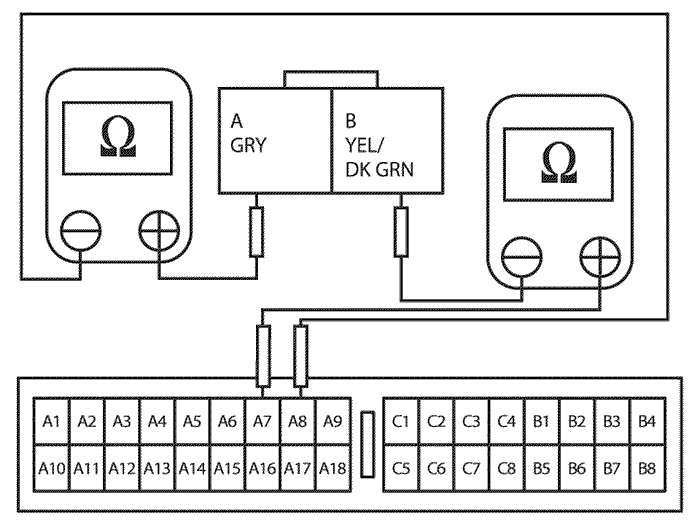 Ω
A
GRY
B
YEL/
DK GRN
Ω
A1 A2 A3 A4 A5 A6 A7 A8 A9
A10 A11 A12 A13 A14 A15 A16 A17 A18
C1 C2 C3 C4 B1 B2 B3 B4
C5 C6 C7 C8 B5 B6 B7 B8